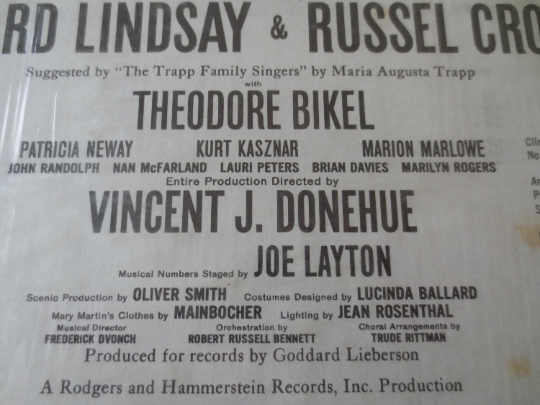 RD LINDSAY & RUSSEL CRO
Suggested by "The Trapp Family Singers" by Maria Augusta Trapp
with
THEODORE BIKEL
PATRICIA NEWAY KURT KASZNAR MARION MARLOWE
JOHN RANDOLPH NAN McFARLAND LAURI PETERS BRIAN DAVIES MARILYN ROGERS
Entire Production Directed by
VINCENT J. DONEHUE
Musical Numbers Staged by JOE LAYTON
Scenic Production by OLIVER SMITH Costumes Designed by LUCINDA BALLARD
Mary Martin's Clothes by MAINBOCHER Lighting by JEAN ROSENTHAL
Musical Director Orchestration by Choral Arrangements by
FREDERICK DVONCH ROBERT RUSSELL BENNETT TRUDE RITTMAN
Produced for records by Goddard Lieberson
A Rodgers and Hammerstein Records, Inc. Production